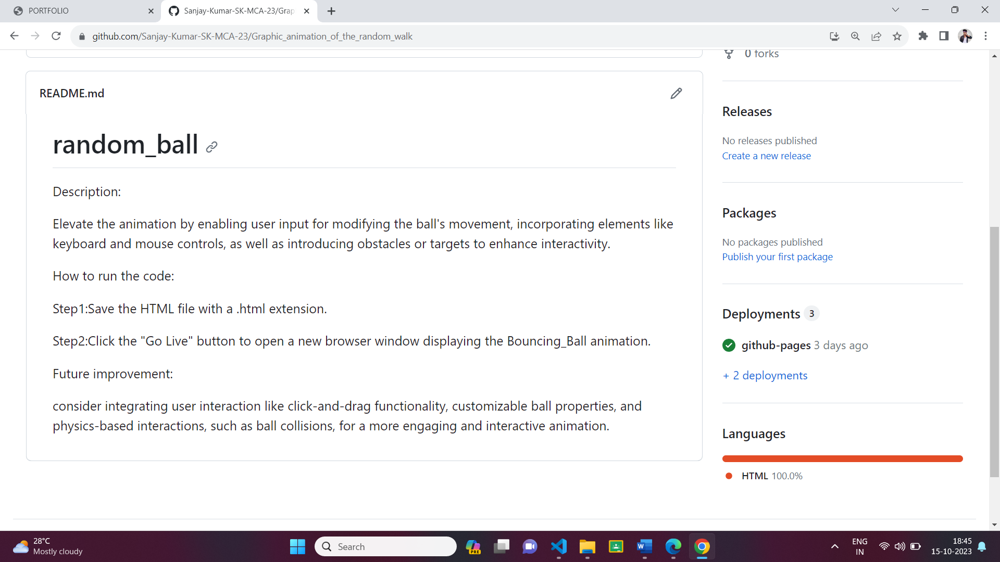 PORTFOLIO
Sanjay-Kumar-SK-MCA-23/Grap
github.com/Sanjay-Kumar-SK-MCA-23/Graphic_animation_of_the_random_walk
0 forks
README.md
random_ball
Description:
Elevate the animation by enabling user input for modifying the ball's movement, incorporating elements like
keyboard and mouse controls, as well as introducing obstacles or targets to enhance interactivity.
How to run the code:
Step1:Save the HTML file with a .html extension.
Step2:Click the "Go Live" button to open a new browser window displaying the Bouncing_Ball animation.
Future improvement:
consider integrating user interaction like click-and-drag functionality, customizable ball properties, and
physics-based interactions, such as ball collisions, for a more engaging and interactive animation.
Releases
No releases published
Create a new release
Packages
No packages published
Publish your first package
Deployments 3
github-pages 3 days ago
+ 2 deployments
Languages
HTML 100.0%
28°C
Mostly cloudy
Search
PRE
W
ENG
IN
18:45
15-10-2023